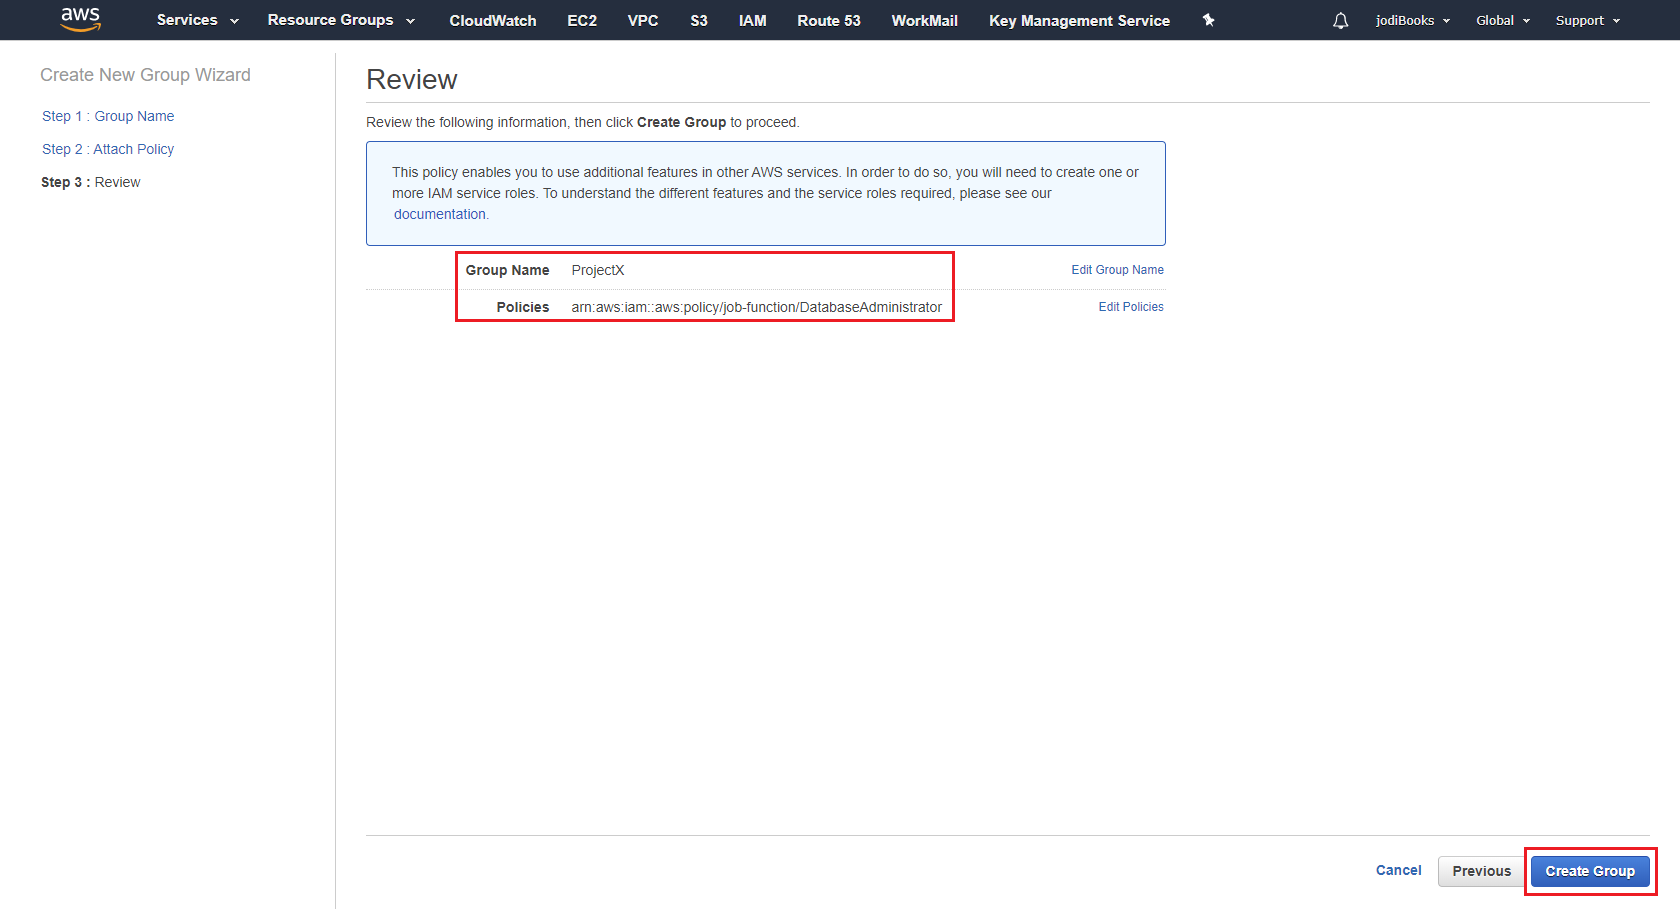 aws Services Resource Groups CloudWatch EC2 VPC S3 IAM Route 53 WorkMail Key Management Service jodiBooks Global Support
Create New Group Wizard
Step 1 : Group Name
Step 2 : Attach Policy
Step 3 : Review
Review
Review the following information, then click Create Group to proceed.
This policy enables you to use additional features in other AWS services. In order to do so, you will need to create one or
more IAM service roles. To understand the different features and the service roles required, please see our
documentation.
Group Name ProjectX Edit Group Name
Policies arn:aws:iam::aws:policy/job-function/DatabaseAdministrator Edit Policies
Cancel Previous Create Group